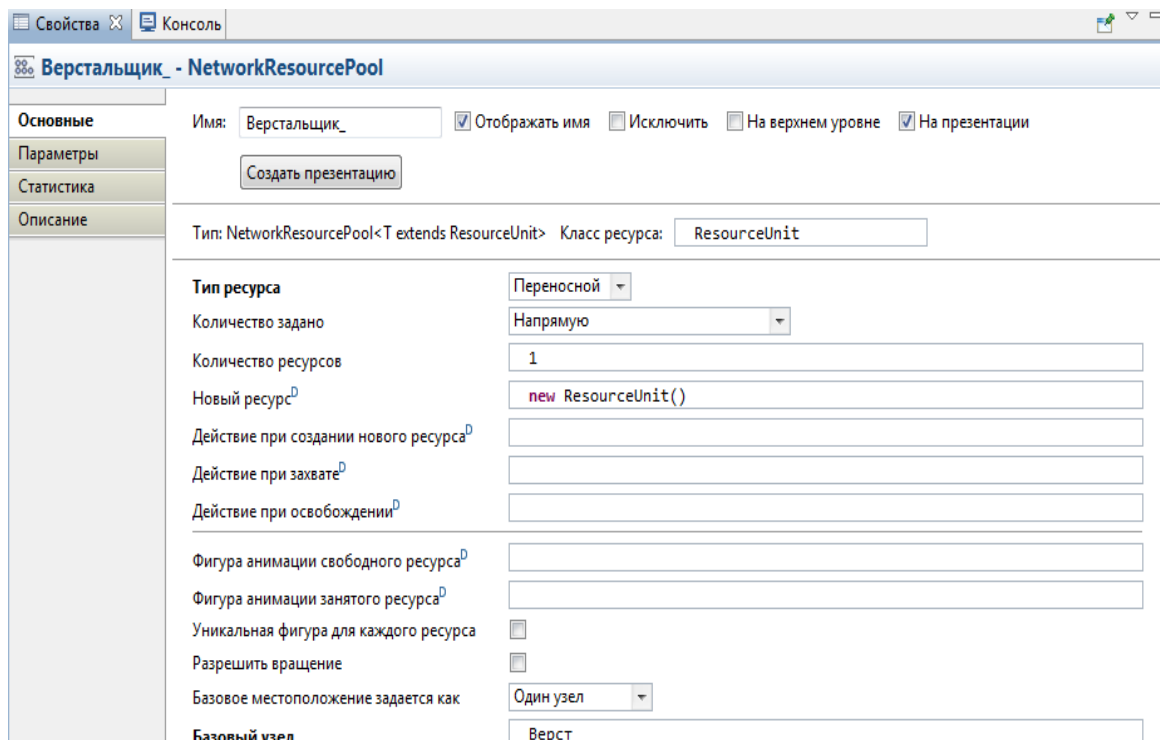 Свойства Консоль
Верстальщик_ - NetworkResourcePool
Основные
Параметры
Статистика
Описание
Имя: Верстальщик_ Отображать имя Исключить На верхнем уровне На презентации
Создать презентацию
Тип: NetworkResourcePool<T extends ResourceUnit> Класс ресурса: ResourceUnit
Тип ресурса Переносной
Количество задано Напрямую
Количество ресурсов 1
Новый ресурс D new ResourceUnit()
Действие при создании нового ресурса D
Действие при захвате D
Действие при освобождении D
Фигура анимации свободного ресурса D
Фигура анимации занятого ресурса D
Уникальная фигура для каждого ресурса
Разрешить вращение
Базовое местоположение задается как Один узел
Базовый узел Верст